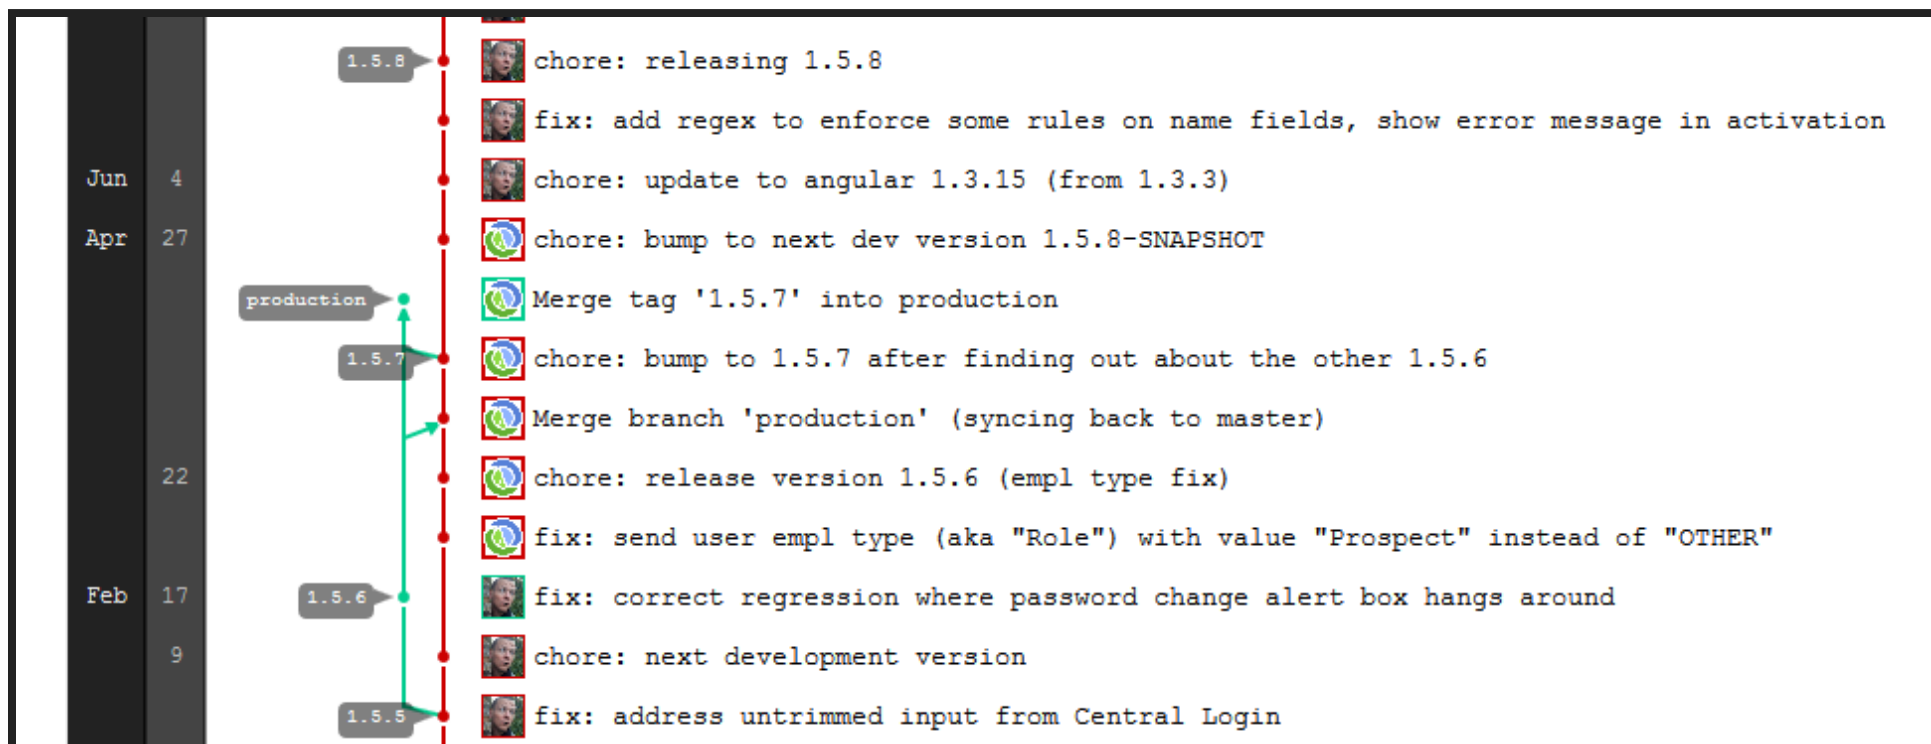 1.5.8 chore: releasing 1.5.8
fix: add regex to enforce some rules on name fields, show error message in activation
Jun 4 chore: update to angular 1.3.15 (from 1.3.3)
Apr 27 chore: bump to next dev version 1.5.8-SNAPSHOT
production Merge tag '1.5.7' into production
1.5.7 chore: bump to 1.5.7 after finding out about the other 1.5.6
Merge branch 'production' (syncing back to master)
22 chore: release version 1.5.6 (empl type fix)
fix: send user empl type (aka "Role") with value "Prospect" instead of "OTHER"
Feb 17 1.5.6 fix: correct regression where password change alert box hangs around
9 chore: next development version
1.5.5 fix: address untrimmed input from Central Login